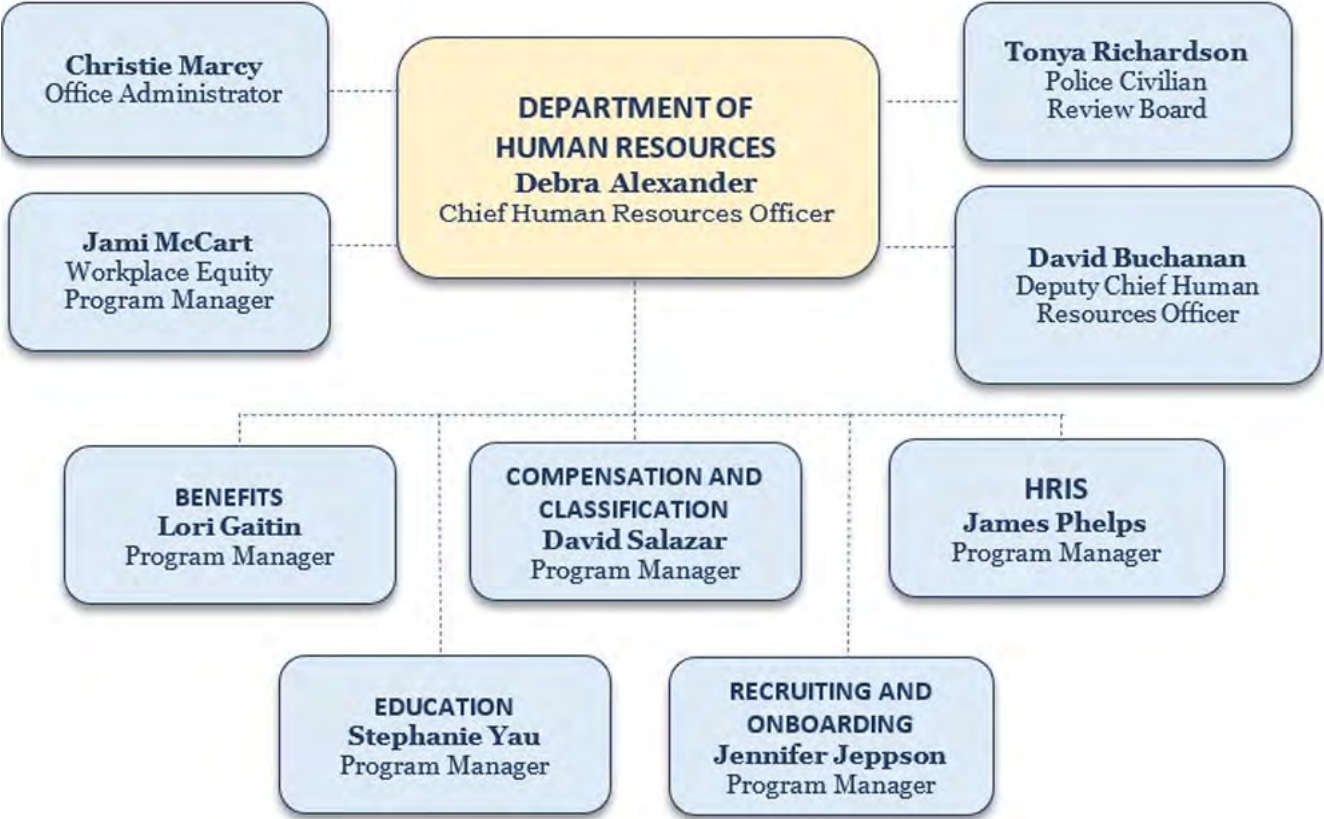 Christie Marcy
Office Administrator
DEPARTMENT OF
HUMAN RESOURCES
Debra Alexander
Chief Human Resources Officer
Tonya Richardson
Police Civilian
Review Board
Jami McCart
Workplace Equity
Program Manager
David Buchanan
Deputy Chief Human
Resources Officer
BENEFITS
Lori Gaitin
Program Manager
COMPENSATION AND
CLASSIFICATION
David Salazar
Program Manager
HRIS
James Phelps
Program Manager
EDUCATION
Stephanie Yau
Program Manager
RECRUITING AND
ONBOARDING
Jennifer Jeppson
Program Manager